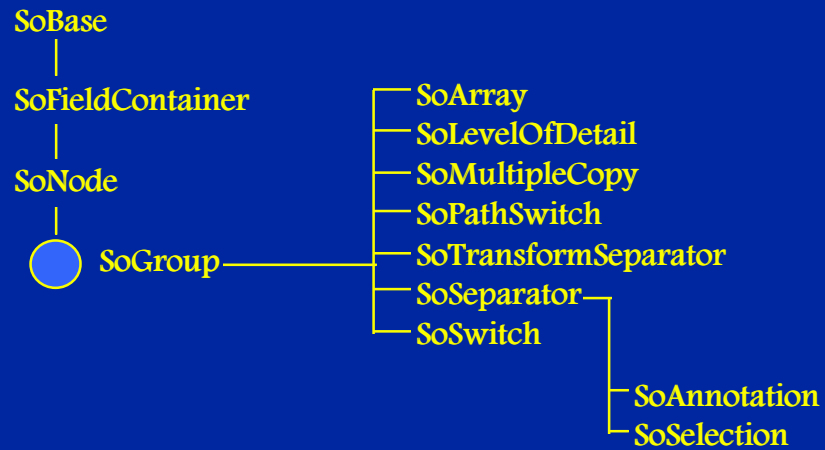 SoBase
SoFieldContainer
SoNode
SoGroup
SoArray
SoLevelOfDetail
SoMultipleCopy
SoPathSwitch
SoTransformSeparator
SoSeparator
SoSwitch
SoAnnotation
SoSelection